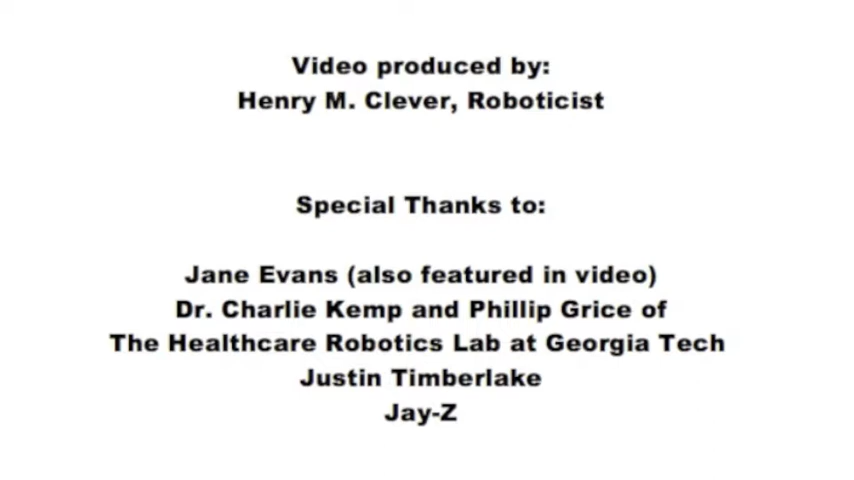 Video produced by:
Henry M. Clever, Roboticist
Special Thanks to:
Jane Evans (also featured in video)
Dr. Charlie Kemp and Phillip Grice of
The Healthcare Robotics Lab at Georgia Tech
Justin Timberlake
Jay-Z